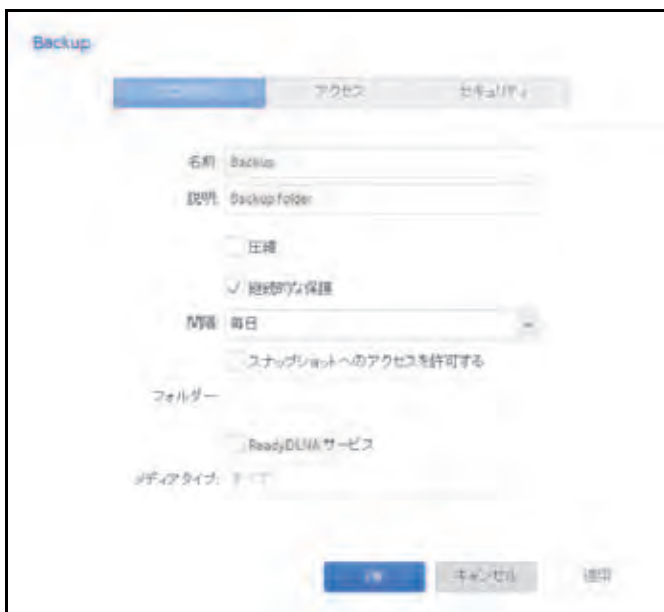 Backup
アクセス セキュリティ
名前 Backup
説明 Backup folder
圧縮
継続的な保護
間隔 毎日
スナップショットへのアクセスを許可する
フォルダー
ReadyDLNA サービス
メディアタイプ: すべて
OK キャンセル 適用